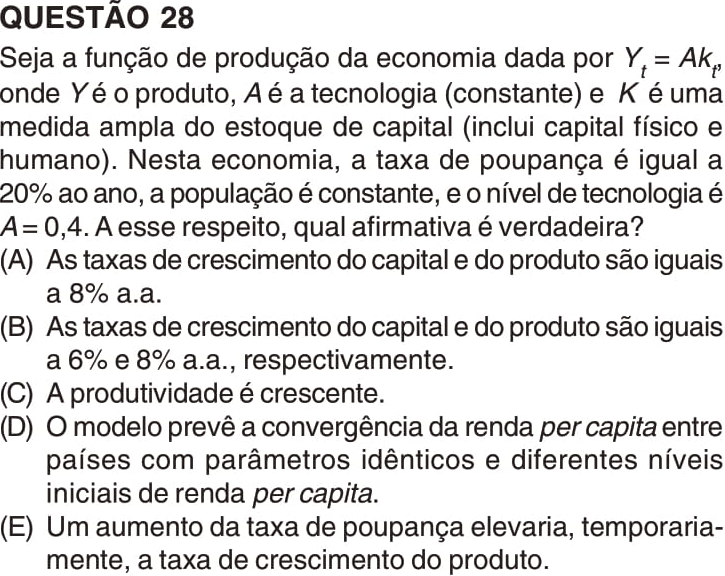 QUESTÃO 28
Seja a função de produção da economia dada por Yt = Akt,
onde Y é o produto, A é a tecnologia (constante) e K é uma
medida ampla do estoque de capital (inclui capital físico e
humano). Nesta economia, a taxa de poupança é igual a
20% ao ano, a população é constante, e o nível de tecnologia é
A = 0,4. A esse respeito, qual afirmativa é verdadeira?
(A) As taxas de crescimento do capital e do produto são iguais
a 8% a.a.
(B) As taxas de crescimento do capital e do produto são iguais
a 6% e 8% a.a., respectivamente.
(C) A produtividade é crescente.
(D) O modelo prevê a convergência da renda per capita entre
países com parâmetros idênticos e diferentes níveis
iniciais de renda per capita.
(E) Um aumento da taxa de poupança elevaria, temporaria-
mente, a taxa de crescimento do produto.